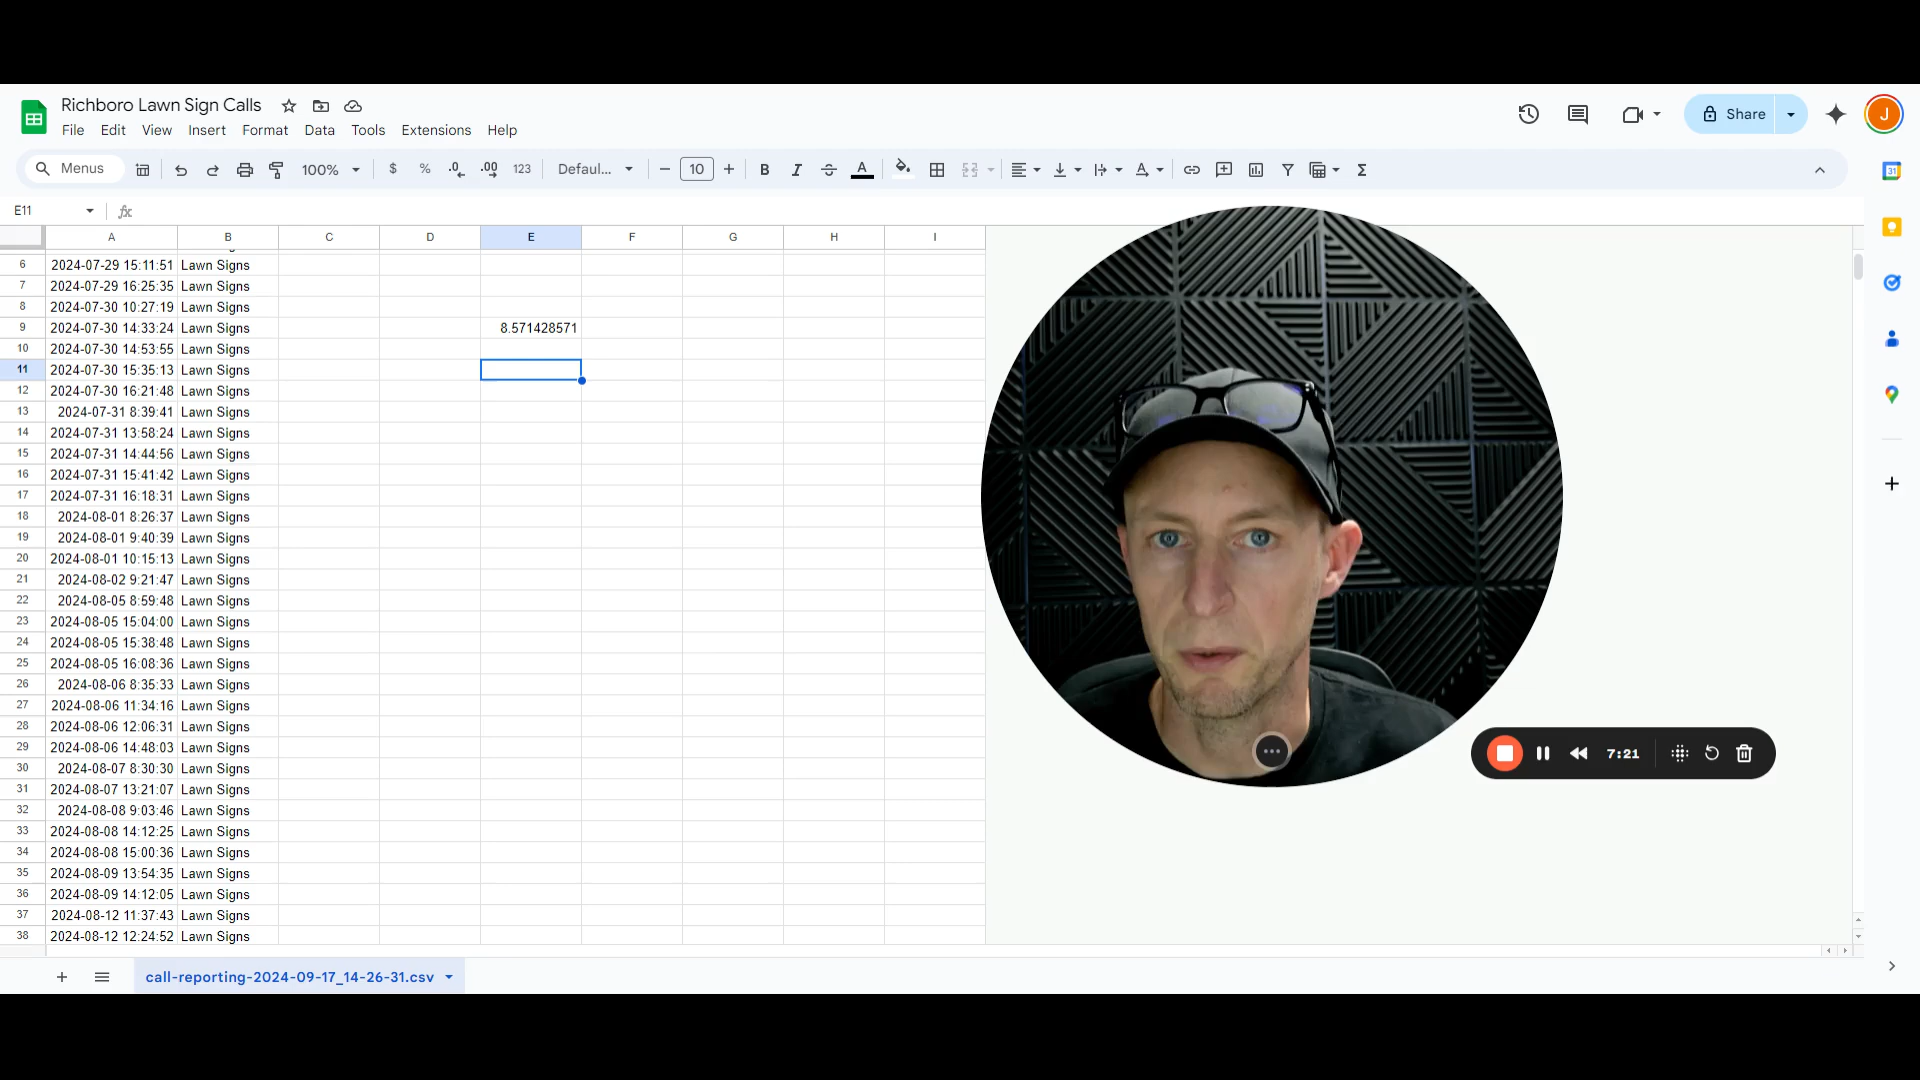 Richboro Lawn Sign Calls
File Edit View Insert Format Data Tools Extensions Help
Share
J
Menus 100% $ % .0 .00 123 Defaul... 10 B I A Σ
31
E11 fx
A B C D E F G H I
6 2024-07-29 15:11:51 Lawn Signs
7 2024-07-29 16:25:35 Lawn Signs
8 2024-07-30 10:27:19 Lawn Signs
9 2024-07-30 14:33:24 Lawn Signs 8.571428571
10 2024-07-30 14:53:55 Lawn Signs
11 2024-07-30 15:35:13 Lawn Signs
12 2024-07-30 16:21:48 Lawn Signs
13 2024-07-31 8:39:41 Lawn Signs
14 2024-07-31 13:58:24 Lawn Signs
15 2024-07-31 14:44:56 Lawn Signs
16 2024-07-31 15:41:42 Lawn Signs
17 2024-07-31 16:18:31 Lawn Signs
18 2024-08-01 8:26:37 Lawn Signs
19 2024-08-01 9:40:39 Lawn Signs
20 2024-08-01 10:15:13 Lawn Signs
21 2024-08-02 9:21:47 Lawn Signs
22 2024-08-05 8:59:48 Lawn Signs
23 2024-08-05 15:04:00 Lawn Signs
24 2024-08-05 15:38:48 Lawn Signs
25 2024-08-05 16:08:36 Lawn Signs
26 2024-08-06 8:35:33 Lawn Signs
27 2024-08-06 11:34:16 Lawn Signs
28 2024-08-06 12:06:31 Lawn Signs
29 2024-08-06 14:48:03 Lawn Signs
30 2024-08-07 8:30:30 Lawn Signs
31 2024-08-07 13:21:07 Lawn Signs
32 2024-08-08 9:03:46 Lawn Signs
33 2024-08-08 14:12:25 Lawn Signs
34 2024-08-08 15:00:36 Lawn Signs
35 2024-08-09 13:54:35 Lawn Signs
36 2024-08-09 14:12:05 Lawn Signs
37 2024-08-12 11:37:43 Lawn Signs
38 2024-08-12 12:24:52 Lawn Signs
7:21
call-reporting-2024-09-17_14-26-31.csv